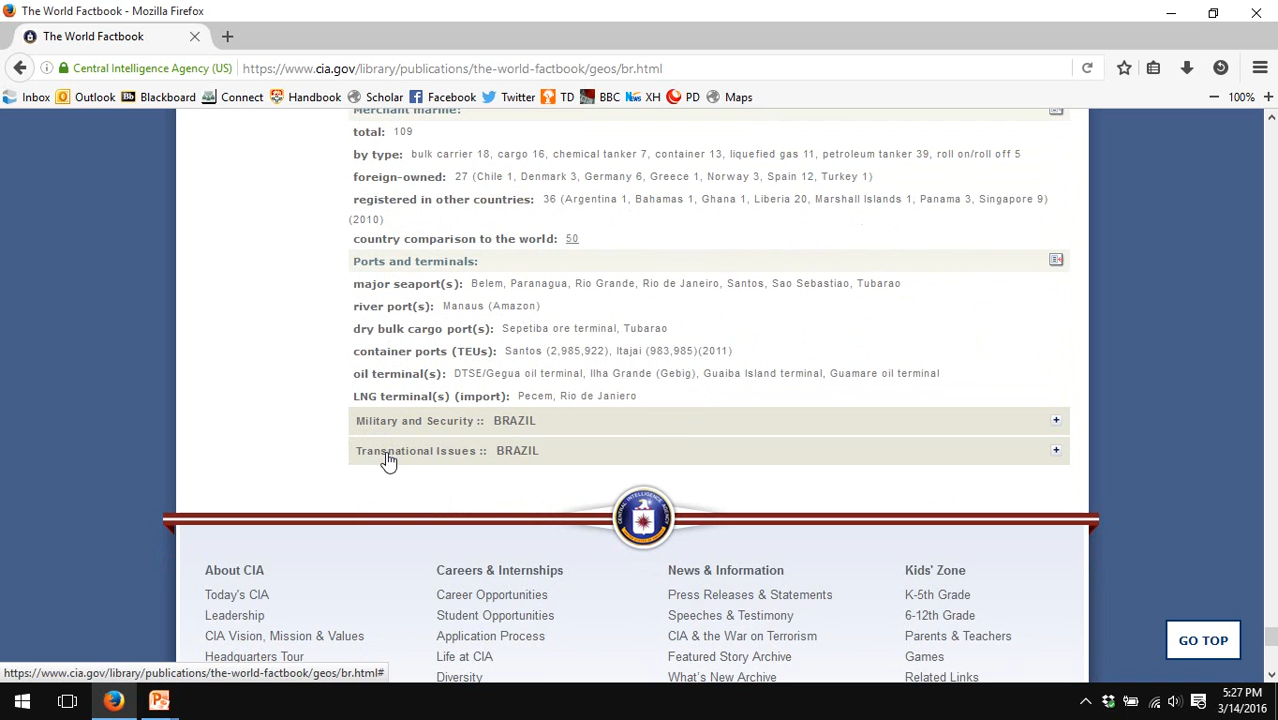 The World Factbook - Mozilla Firefox
The World Factbook
Central Intelligence Agency (US)
https://www.cia.gov/library/publications/the-world-factbook/geos/br.html
Inbox Outlook Bb Blackboard Connect Handbook Scholar Facebook Twitter TD BBC News XH PD Maps 100%
Merchant marine:
total: 109
by type: bulk carrier 18, cargo 16, chemical tanker 7, container 13, liquefied gas 11, petroleum tanker 39, roll on/roll off 5
foreign-owned: 27 (Chile 1, Denmark 3, Germany 6, Greece 1, Norway 3, Spain 12, Turkey 1)
registered in other countries: 36 (Argentina 1, Bahamas 1, Ghana 1, Liberia 20, Marshall Islands 1, Panama 3, Singapore 9)
(2010)
country comparison to the world: 50
Ports and terminals:
major seaport(s): Belem, Paranagua, Rio Grande, Rio de Janeiro, Santos, Sao Sebastiao, Tubarao
river port(s): Manaus (Amazon)
dry bulk cargo port(s): Sepetiba ore terminal, Tubarao
container ports (TEUs): Santos (2,985,922), Itajai (983,985)(2011)
oil terminal(s): DTSE/Gegua oil terminal, Ilha Grande (Gebig), Guaiba Island terminal, Guamare oil terminal
LNG terminal(s) (import): Pecem, Rio de Janiero
Military and Security :: BRAZIL
Transnational Issues :: BRAZIL
About CIA Careers & Internships News & Information Kids' Zone
Today's CIA Career Opportunities Press Releases & Statements K-5th Grade
Leadership Student Opportunities Speeches & Testimony 6-12th Grade
CIA Vision, Mission & Values Application Process CIA & the War on Terrorism Parents & Teachers
Headquarters Tour Life at CIA Featured Story Archive Games
Diversity What's New Archive Related Links
GO TOP
https://www.cia.gov/library/publications/the-world-factbook/geos/br.html#
5:27 PM
3/14/2016